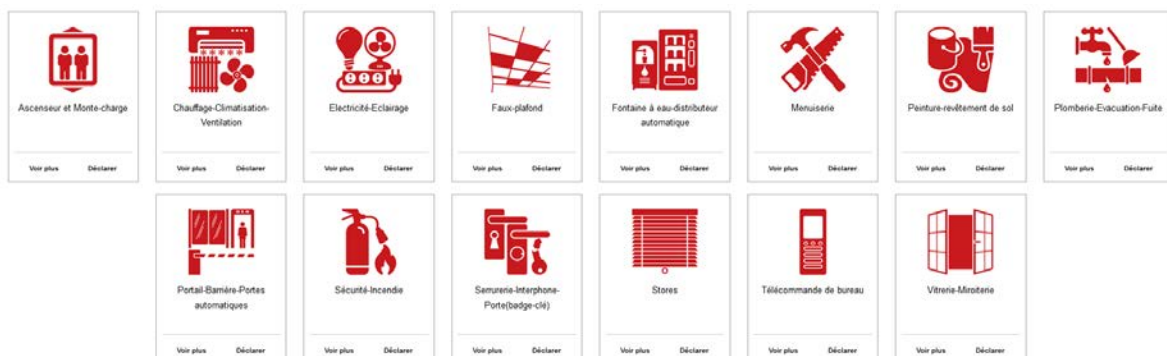 Ascenseur et Monte-charge
Voir plus Déclarer
Chauffage-Climatisation-
Ventilation
Voir plus Déclarer
Electricité-Eclairage
Voir plus Déclarer
Faux-plafond
Voir plus Déclarer
Fontaine à eau-distributeur
automatique
Voir plus Déclarer
Menuiserie
Voir plus Déclarer
Peinture-revêtement de sol
Voir plus Déclarer
Plomberie-Evacuation-Fuite
Voir plus Déclarer
Portail-Barrière-Portes
automatiques
Voir plus Déclarer
Sécurité-Incendie
Voir plus Déclarer
Serrurerie-Interphone-
Porte(badge-clé)
Voir plus Déclarer
Stores
Voir plus Déclarer
Télécommande de bureau
Voir plus Déclarer
Vitrerie-Miroiterie
Voir plus Déclarer